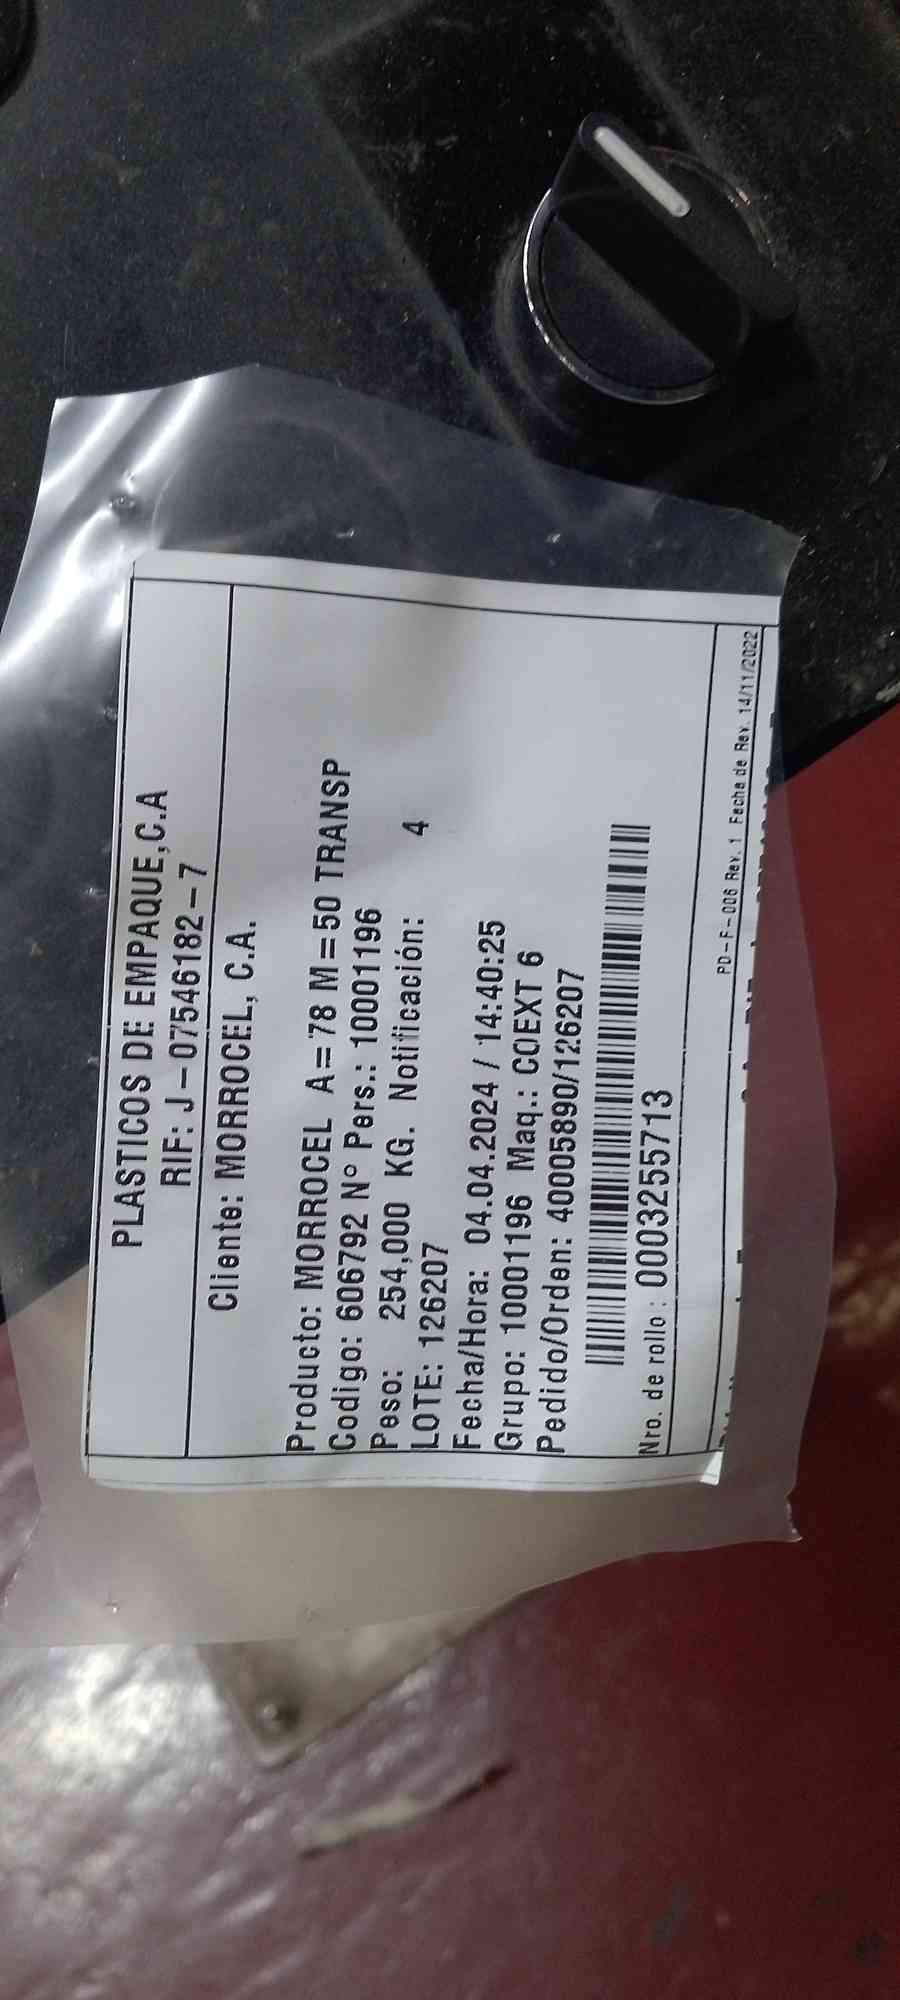 PLASTICOS DE EMPAQUE,C.A
RIF: J-07546182-7
Cliente: MORROCEL, C.A.
Producto: MORROCEL A=78 M=50 TRANSP
Codigo: 606792 N° Pers.: 10001196
Peso: 254,000 KG. Notificación:
LOTE: 126207 4
Fecha/Hora: 04.04.2024 / 14:40:25
Grupo: 10001196 Maq.: COEXT 6
Pedido/Orden: 40005890/126207
Nro. de rollo : 0003255713
PD-F-006 Rev. 1 Fecha de Rev. 14/11/2022